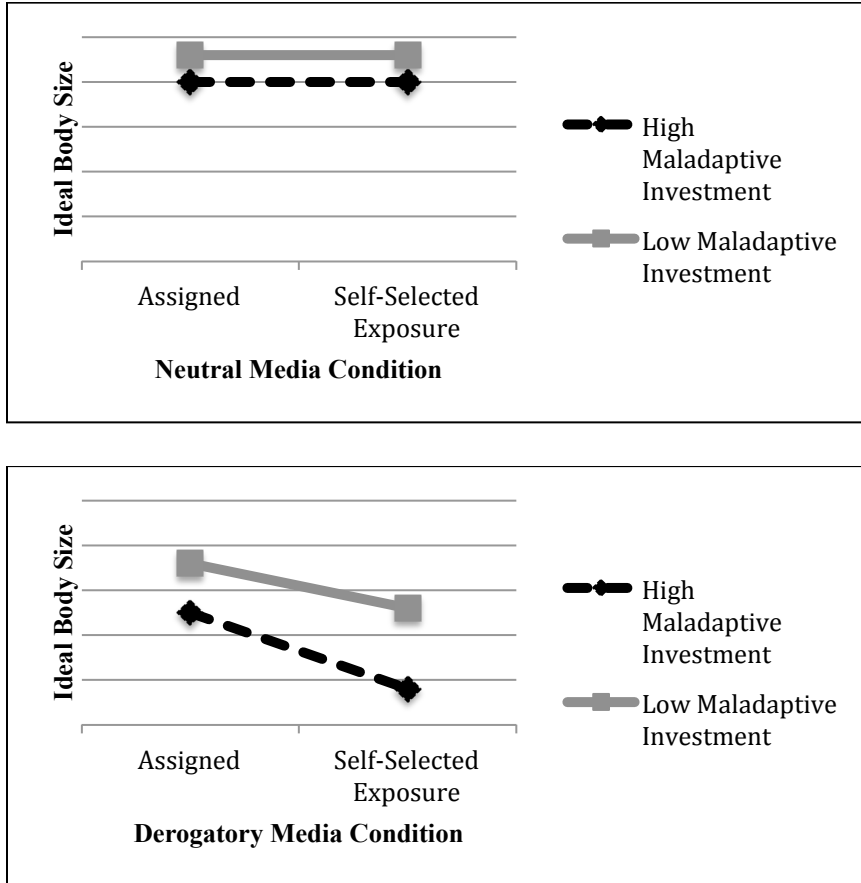 Ideal Body Size
High
Maladaptive
Investment
Low Maladaptive
Investment
Assigned
Self-Selected
Exposure
Neutral Media Condition
Ideal Body Size
High
Maladaptive
Investment
Low Maladaptive
Investment
Assigned
Self-Selected
Exposure
Derogatory Media Condition